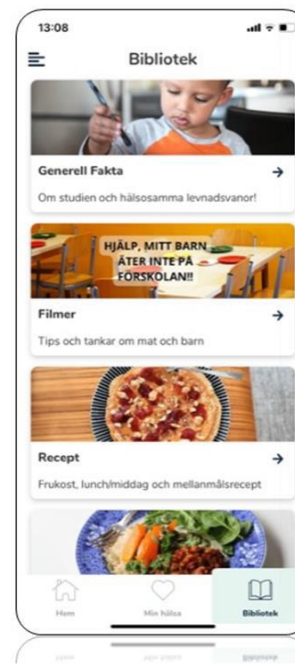 13:08
Bibliotek
Generell Fakta
Om studien och hälsosamma levnadsvanor!
HJÄLP, MITT BARN
ÄTER INTE PÅ
FÖRSKOLAN!!
Filmer
Tips och tankar om mat och barn
Recept
Frukost, lunch/middag och mellanmålsrecept
Hem
Min hälsa
Bibliotek